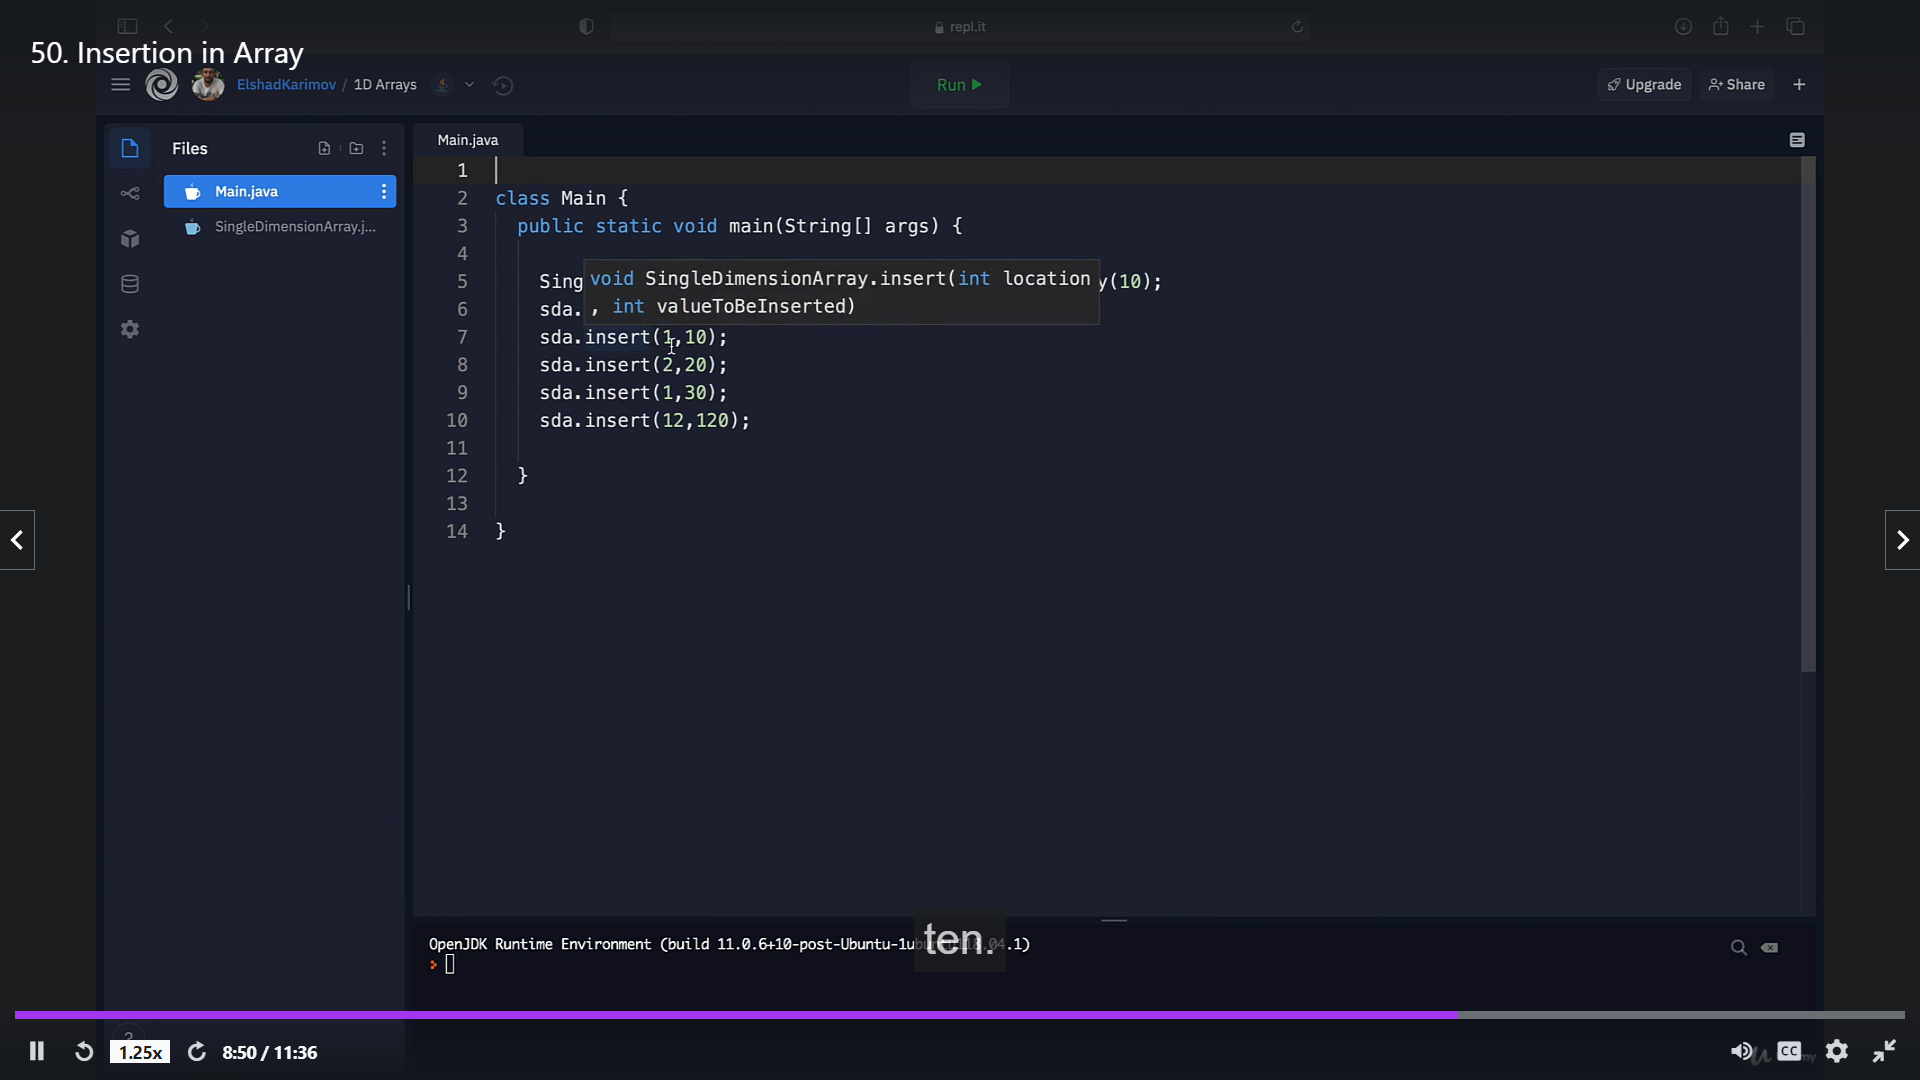 repl.it
50. Insertion in Array
ElshadKarimov / 1D Arrays
Run
Upgrade
Share
+
Files
Main.java
SingleDimensionArray.j...
Main.java
1
2 class Main {
3 public static void main(String[] args) {
4
void SingleDimensionArray.insert(int location
, int valueToBeInserted)
5 Sing y(10);
6 sda.
7 sda.insert(1,10);
8 sda.insert(2,20);
9 sda.insert(1,30);
10 sda.insert(12,120);
11
12 }
13
14 }
OpenJDK Runtime Environment (build 11.0.6+10-post-Ubuntu-1ub .04.1)
ten.
1.25x
8:50 / 11:36
CC